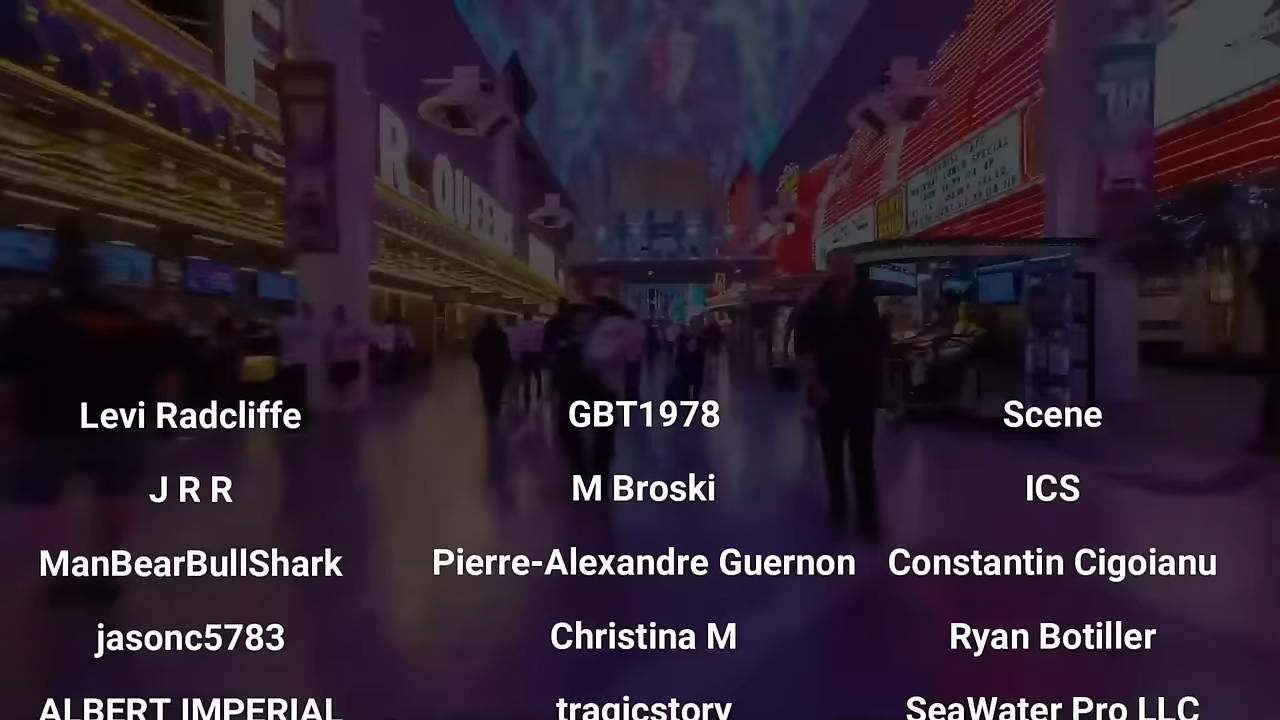 R QUEEN
Levi Radcliffe GBT1978 Scene
J R R M Broski ICS
ManBearBullShark Pierre-Alexandre Guernon Constantin Cigoianu
jasonc5783 Christina M Ryan Botiller
ALBERT IMPERIAL tragicstory SeaWater Pro LLC